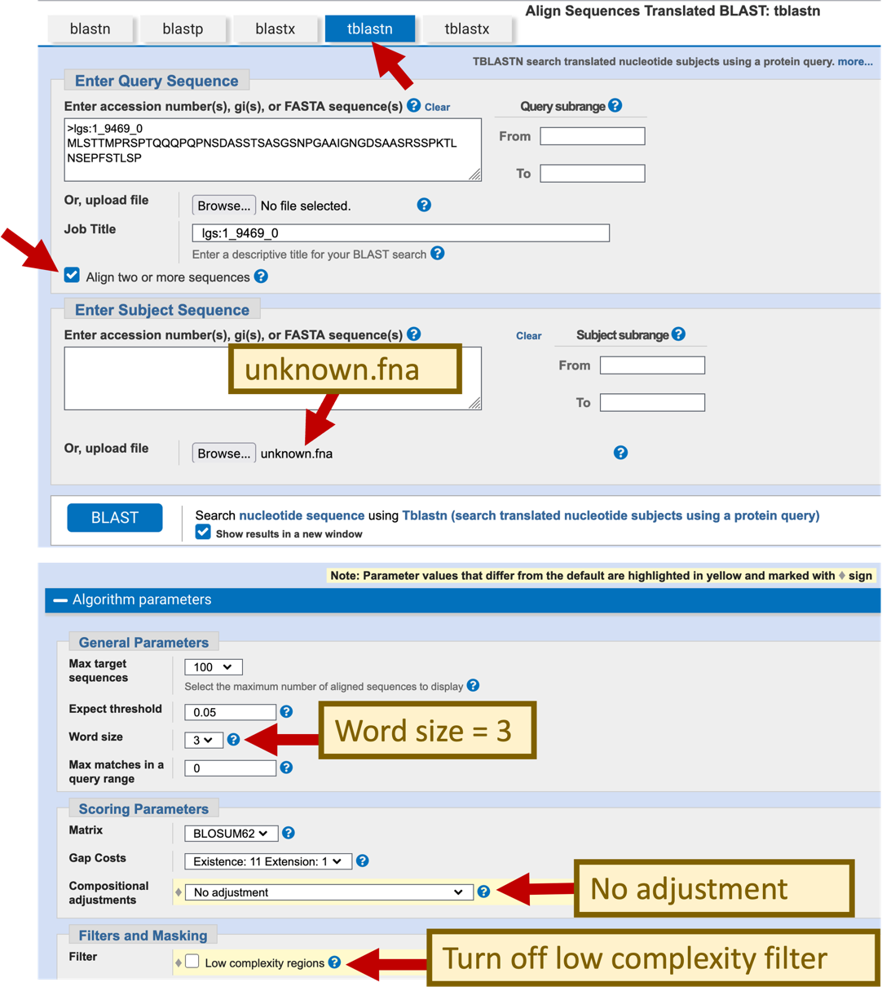 Align Sequences Translated BLAST: tblastn
blastn blastp blastx tblastn tblastx
TBLASTN search translated nucleotide subjects using a protein query. more...
Enter Query Sequence
Enter accession number(s), gi(s), or FASTA sequence(s) ? Clear
Query subrange ?
>lgs:1_9469_0
MLSTTMPRSPTQQQPQPNSDASSTSASGSNPGAAIGNGDSAASRSSPKTL
NSEPFSTLSP
From
To
Or, upload file Browse... No file selected. ?
Job Title lgs:1_9469_0
Enter a descriptive title for your BLAST search ?
Align two or more sequences ?
Enter Subject Sequence
Enter accession number(s), gi(s), or FASTA sequence(s) ? Clear
Subject subrange ?
unknown.fna
From
To
Or, upload file Browse... unknown.fna ?
BLAST
Search nucleotide sequence using Tblastn (search translated nucleotide subjects using a protein query)
Show results in a new window
Note: Parameter values that differ from the default are highlighted in yellow and marked with ♦ sign
Algorithm parameters
General Parameters
Max target
sequences
100
Select the maximum number of aligned sequences to display ?
Expect threshold 0.05 ?
Word size 3 ?
Word size = 3
Max matches in a
query range
0 ?
Scoring Parameters
Matrix BLOSUM62 ?
Gap Costs Existence: 11 Extension: 1 ?
Compositional
adjustments
♦ No adjustment ?
No adjustment
Filters and Masking
Filter ♦ Low complexity regions ?
Turn off low complexity filter